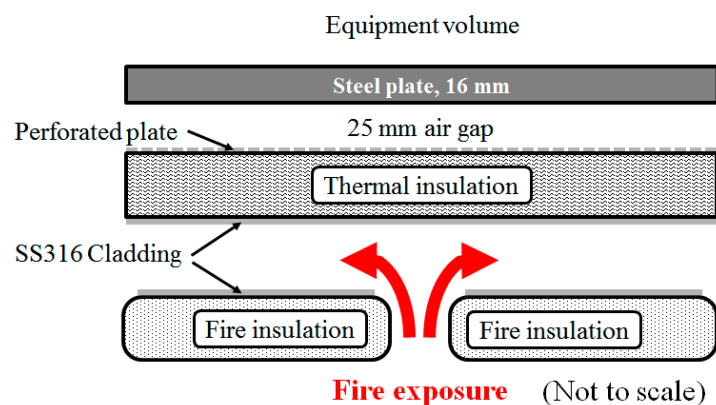 Equipment volume
Steel plate, 16 mm
25 mm air gap
Perforated plate
Thermal insulation
SS316 Cladding
Fire insulation
Fire insulation
Fire exposure (Not to scale)